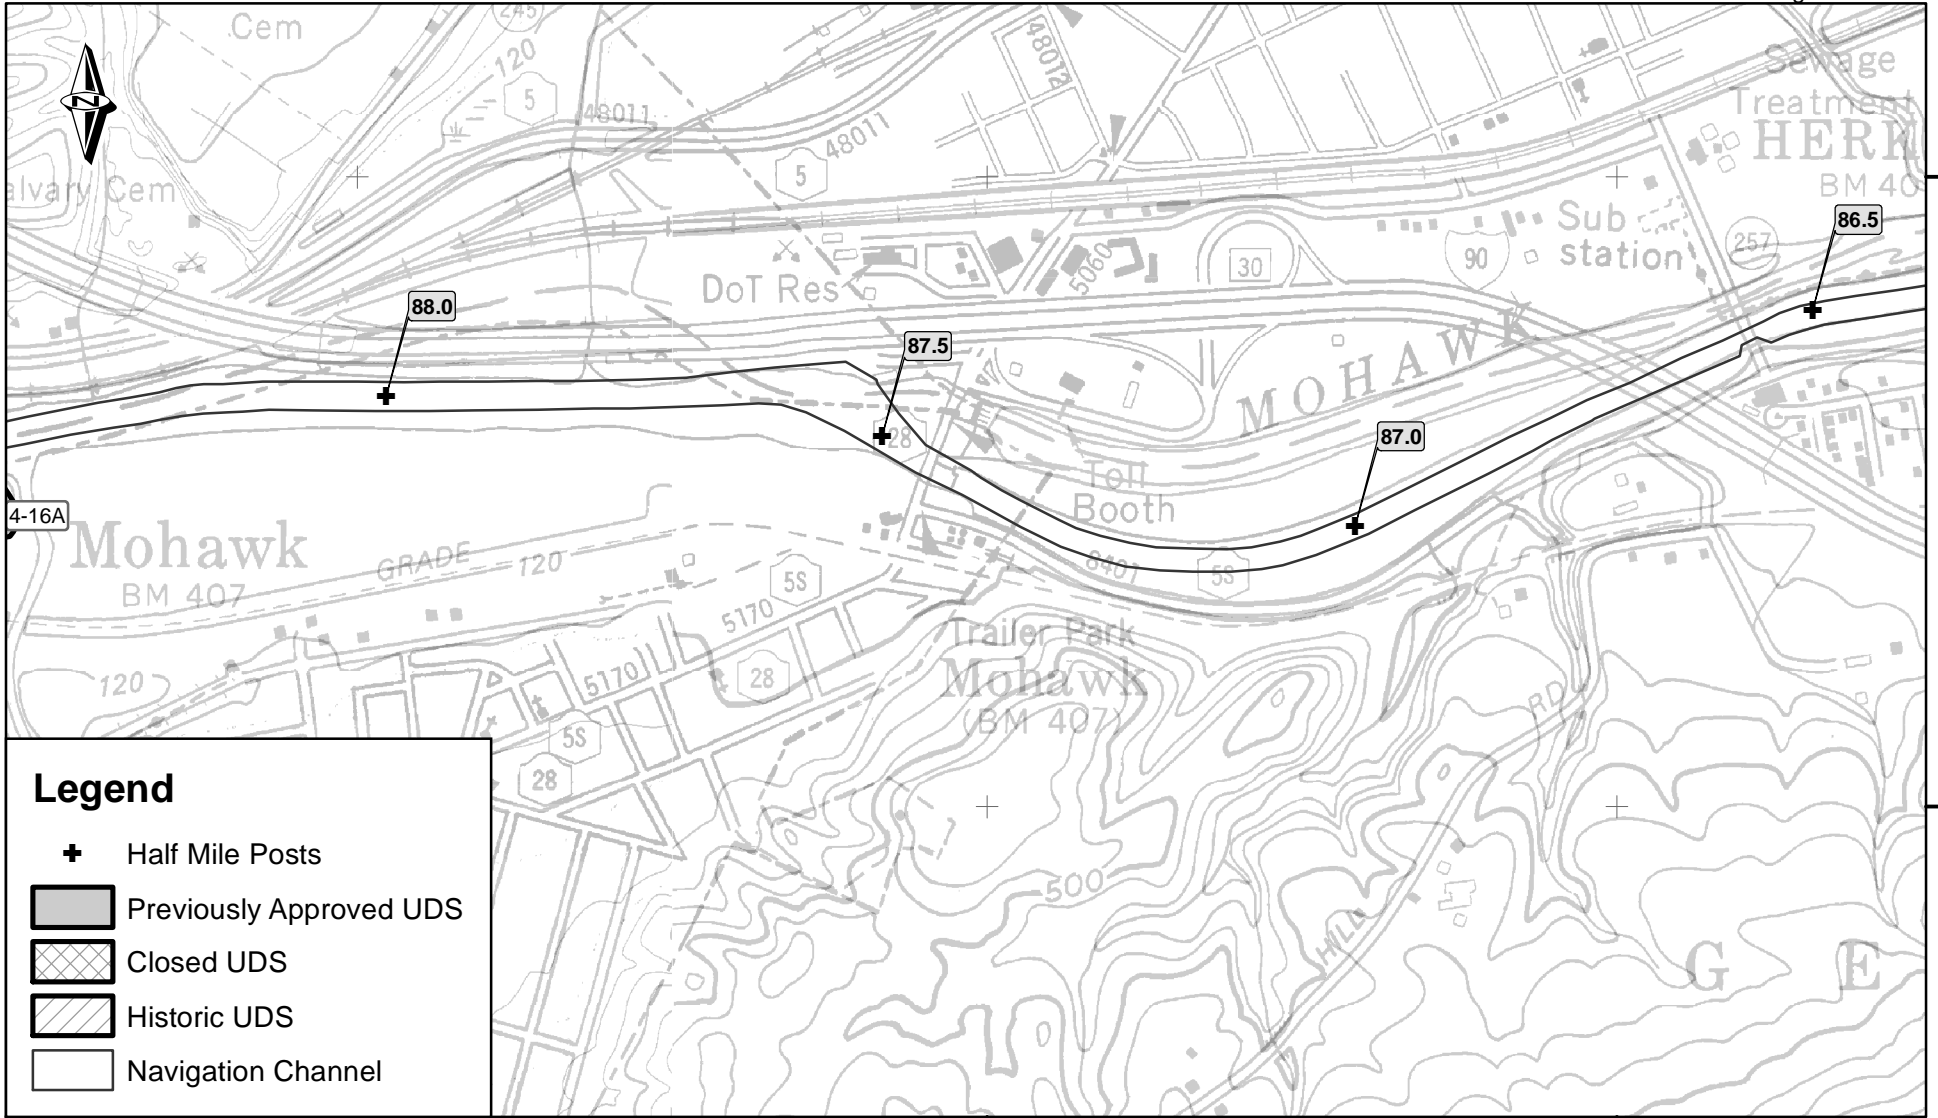 Cem
245
120
5
48011
48011
5
48012
Sewage
Treatment
HERK
BM 40
alvary Cem
86.5
257
Sub
station
90
30
5060
DoT Res
88.0
87.5
MOHAWK
87.0
28
Toll
Booth
4-16A
Mohawk
BM 407
GRADE
120
5S
8401
5S
5170
Trailer Park
Mohawk
(BM 407)
28
5170
120
5S
28
RD
500
HILL
G E
Legend
Half Mile Posts
Previously Approved UDS
Closed UDS
Historic UDS
Navigation Channel
N